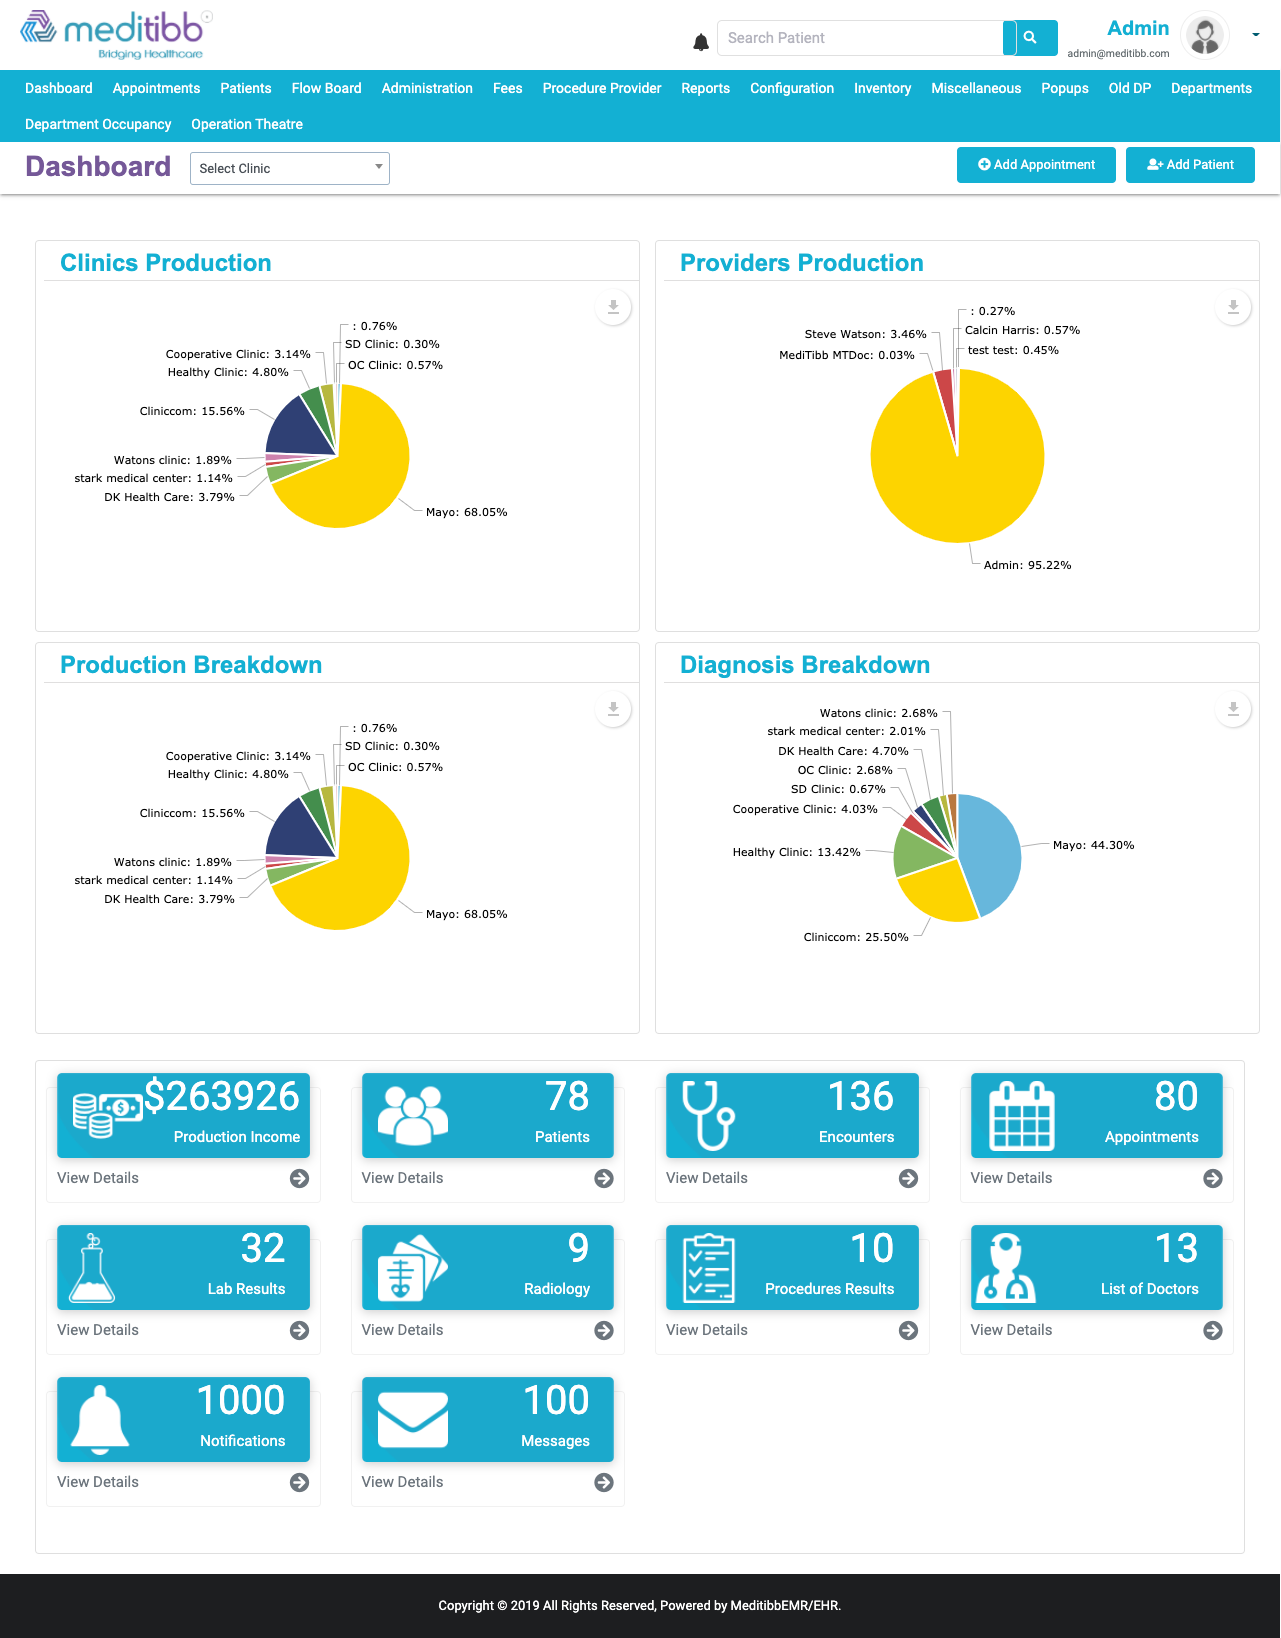 meditibb®
Bridging Healthcare
Search Patient
Admin
admin@meditibb.com
Dashboard Appointments Patients Flow Board Administration Fees Procedure Provider Reports Configuration Inventory Miscellaneous Popups Old DP Departments
Department Occupancy Operation Theatre
Dashboard
Select Clinic
Add Appointment
Add Patient
Clinics Production
: 0.76%
SD Clinic: 0.30%
Cooperative Clinic: 3.14%
OC Clinic: 0.57%
Healthy Clinic: 4.80%
Cliniccom: 15.56%
Watons clinic: 1.89%
stark medical center: 1.14%
DK Health Care: 3.79%
Mayo: 68.05%
Providers Production
: 0.27%
Steve Watson: 3.46%
Calcin Harris: 0.57%
MediTibb MTDoc: 0.03%
test test: 0.45%
Admin: 95.22%
Production Breakdown
: 0.76%
SD Clinic: 0.30%
Cooperative Clinic: 3.14%
OC Clinic: 0.57%
Healthy Clinic: 4.80%
Cliniccom: 15.56%
Watons clinic: 1.89%
stark medical center: 1.14%
DK Health Care: 3.79%
Mayo: 68.05%
Diagnosis Breakdown
Watons clinic: 2.68%
stark medical center: 2.01%
DK Health Care: 4.70%
OC Clinic: 2.68%
SD Clinic: 0.67%
Cooperative Clinic: 4.03%
Healthy Clinic: 13.42%
Mayo: 44.30%
Cliniccom: 25.50%
$263926
Production Income
View Details
78
Patients
View Details
136
Encounters
View Details
80
Appointments
View Details
32
Lab Results
View Details
9
Radiology
View Details
10
Procedures Results
View Details
13
List of Doctors
View Details
1000
Notifications
View Details
100
Messages
View Details
Copyright © 2019 All Rights Reserved, Powered by MeditibbEMR/EHR.